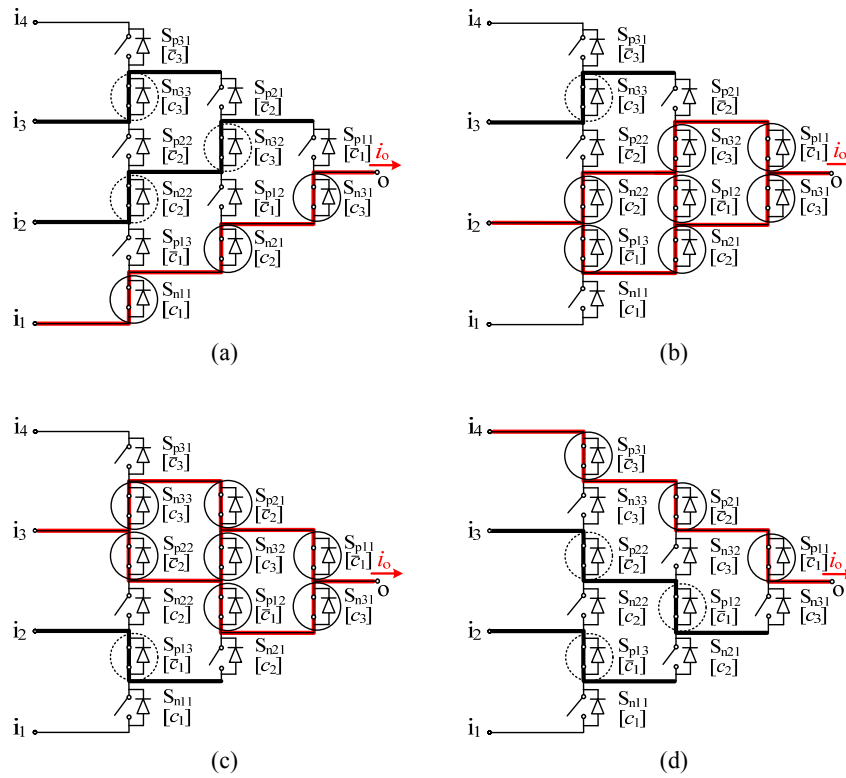 i4
Sp31
[c̄3]
Sn33
[c3]
Sp21
[c̄2]
i3
Sp22
[c̄2]
Sn32
[c3]
Sp11
[c̄1]
io
o
Sn22
[c2]
Sp12
[c̄1]
Sn31
[c3]
i2
Sp13
[c̄1]
Sn21
[c2]
Sn11
[c1]
i1
(a)
i4
Sp31
[c̄3]
Sn33
[c3]
Sp21
[c̄2]
i3
Sp22
[c̄2]
Sn32
[c3]
Sp11
[c̄1]
io
o
Sn22
[c2]
Sp12
[c̄1]
Sn31
[c3]
i2
Sp13
[c̄1]
Sn21
[c2]
Sn11
[c1]
i1
(b)
i4
Sp31
[c̄3]
Sn33
[c3]
Sp21
[c̄2]
i3
Sp22
[c̄2]
Sn32
[c3]
Sp11
[c̄1]
io
o
Sn22
[c2]
Sp12
[c̄1]
Sn31
[c3]
i2
Sp13
[c̄1]
Sn21
[c2]
Sn11
[c1]
i1
(c)
i4
Sp31
[c̄3]
Sn33
[c3]
Sp21
[c̄2]
i3
Sp22
[c̄2]
Sn32
[c3]
Sp11
[c̄1]
io
o
Sn22
[c2]
Sp12
[c̄1]
Sn31
[c3]
i2
Sp13
[c̄1]
Sn21
[c2]
Sn11
[c1]
i1
(d)